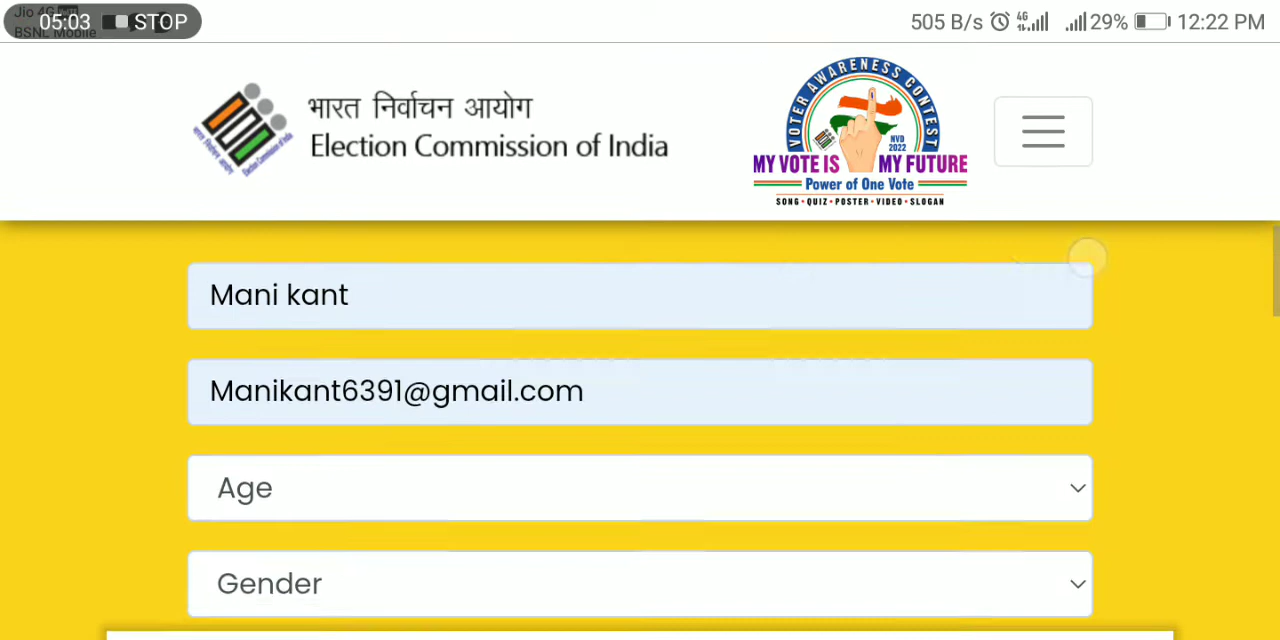 Jio 4G
05:03 STOP 505 B/s 4G 29% 12:22 PM
BSNL Mobile
भारत निर्वाचन आयोग
Election Commission of India
VOTER AWARENESS CONTEST
NVD
2022
MY VOTE IS MY FUTURE
Power of One Vote
SONG • QUIZ • POSTER • VIDEO • SLOGAN
Mani kant
Manikant6391@gmail.com
Age
Gender